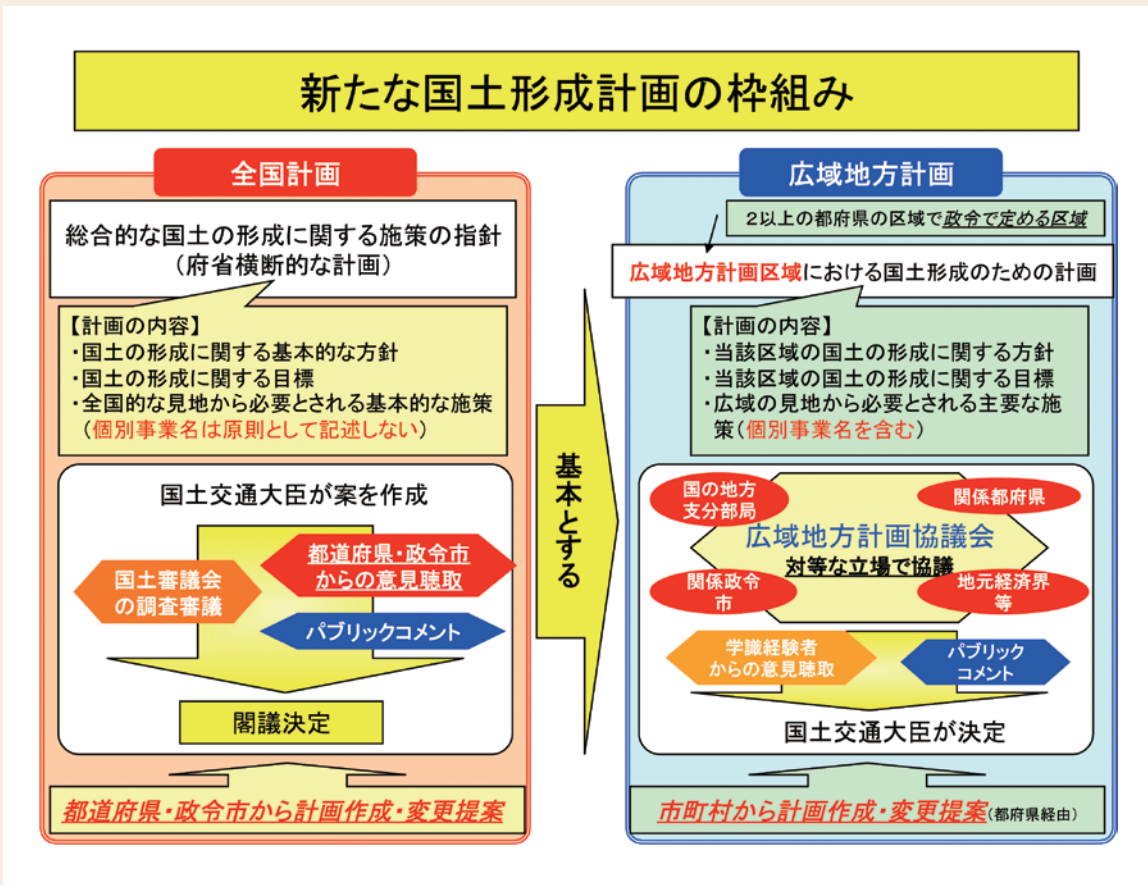 新たな国土形成計画の枠組み
全国計画
総合的な国土の形成に関する施策の指針
(府省横断的な計画)
【計画の内容】
・国土の形成に関する基本的な方針
・国土の形成に関する目標
・全国的な見地から必要とされる基本的な施策
(個別事業名は原則として記述しない)
国土交通大臣が案を作成
国土審議会
の調査審議
都道府県・政令市
からの意見聴取
パブリックコメント
閣議決定
都道府県・政令市から計画作成・変更提案
基本とする
広域地方計画
2以上の都府県の区域で政令で定める区域
広域地方計画区域における国土形成のための計画
【計画の内容】
・当該区域の国土の形成に関する方針
・当該区域の国土の形成に関する目標
・広域の見地から必要とされる主要な施
策(個別事業名を含む)
国の地方
支分部局
関係都府県
広域地方計画協議会
対等な立場で協議
関係政令
市
地元経済界
等
学識経験者
からの意見聴取
パブリック
コメント
国土交通大臣が決定
市町村から計画作成・変更提案(都府県経由)